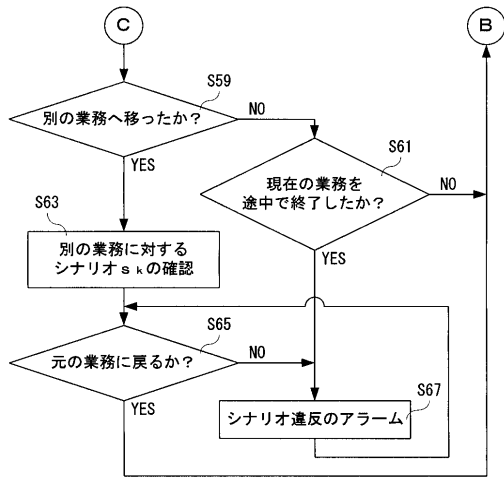 C
B
S59
別の業務へ移ったか？
NO
YES
S61
現在の業務を
途中で終了したか？
NO
YES
S63
別の業務に対する
シナリオｓｋの確認
S65
元の業務に戻るか？
NO
YES
S67
シナリオ違反のアラーム